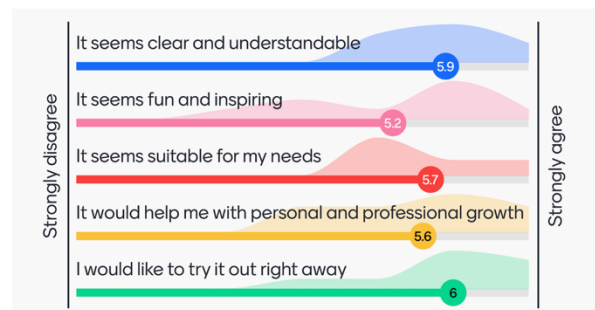 Strongly disagree
It seems clear and understandable
5.9
It seems fun and inspiring
5.2
It seems suitable for my needs
5.7
It would help me with personal and professional growth
5.6
I would like to try it out right away
6
Strongly agree